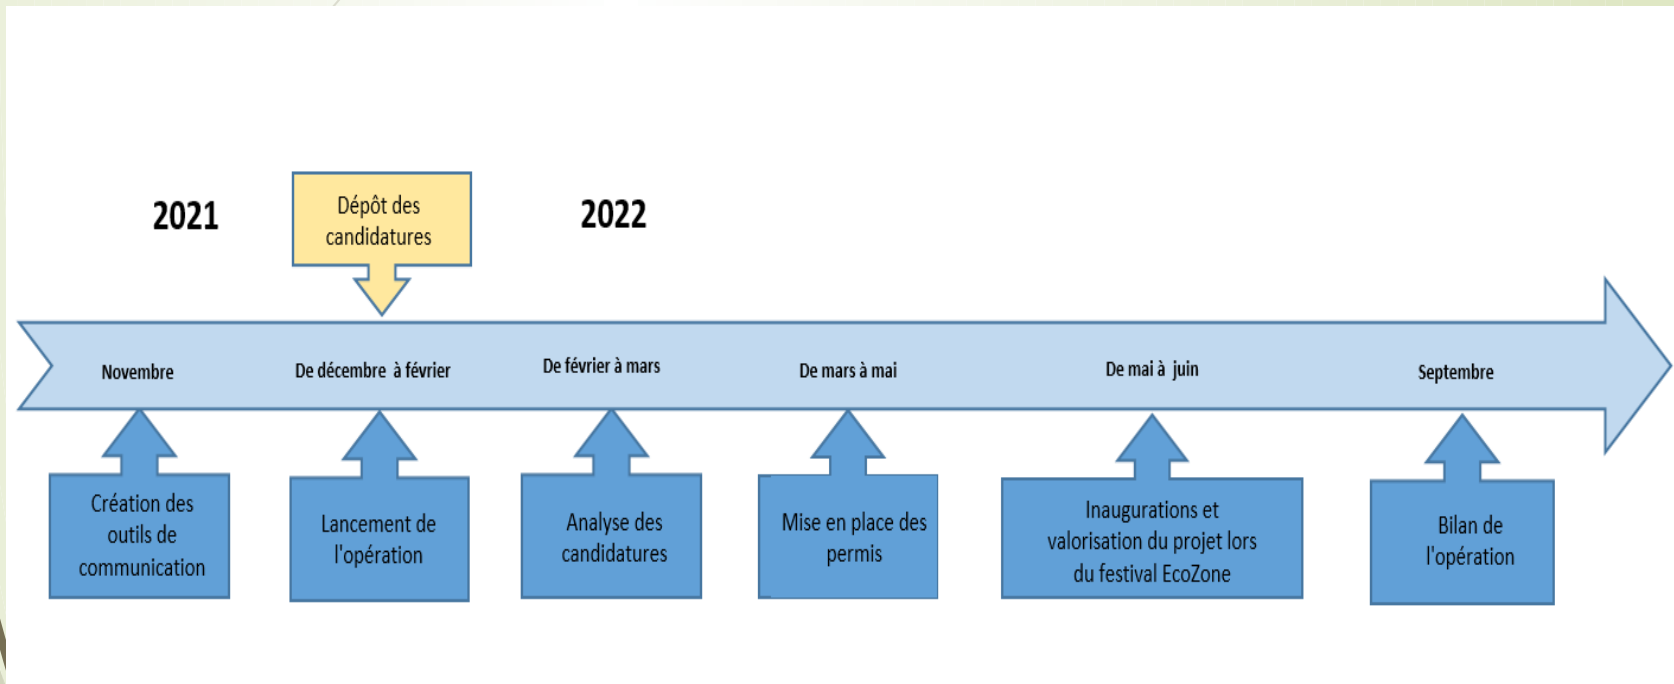 2021
Dépôt des
candidatures
2022
Novembre
De décembre à février
De février à mars
De mars à mai
De mai à juin
Septembre
Création des
outils de
communication
Lancement de
l'opération
Analyse des
candidatures
Mise en place des
permis
Inaugurations et
valorisation du projet lors
du festival EcoZone
Bilan de
l'opération